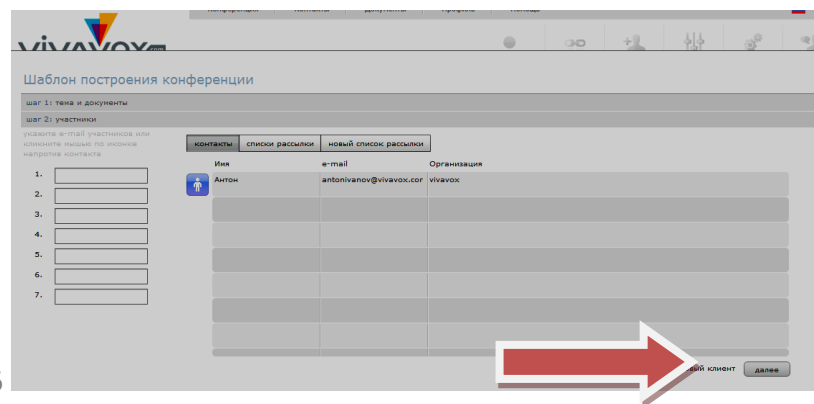 vivavox.com
Шаблон построения конференции
шаг 1: тема и документы
шаг 2: участники
укажите e-mail участников или
кликните мышью по иконке
напротив контакта
контакты списки рассылки новый список рассылки
Имя e-mail Организация
Антон antonivanov@vivavox.cor vivavox
1.
2.
3.
4.
5.
6.
7.
клиент далее